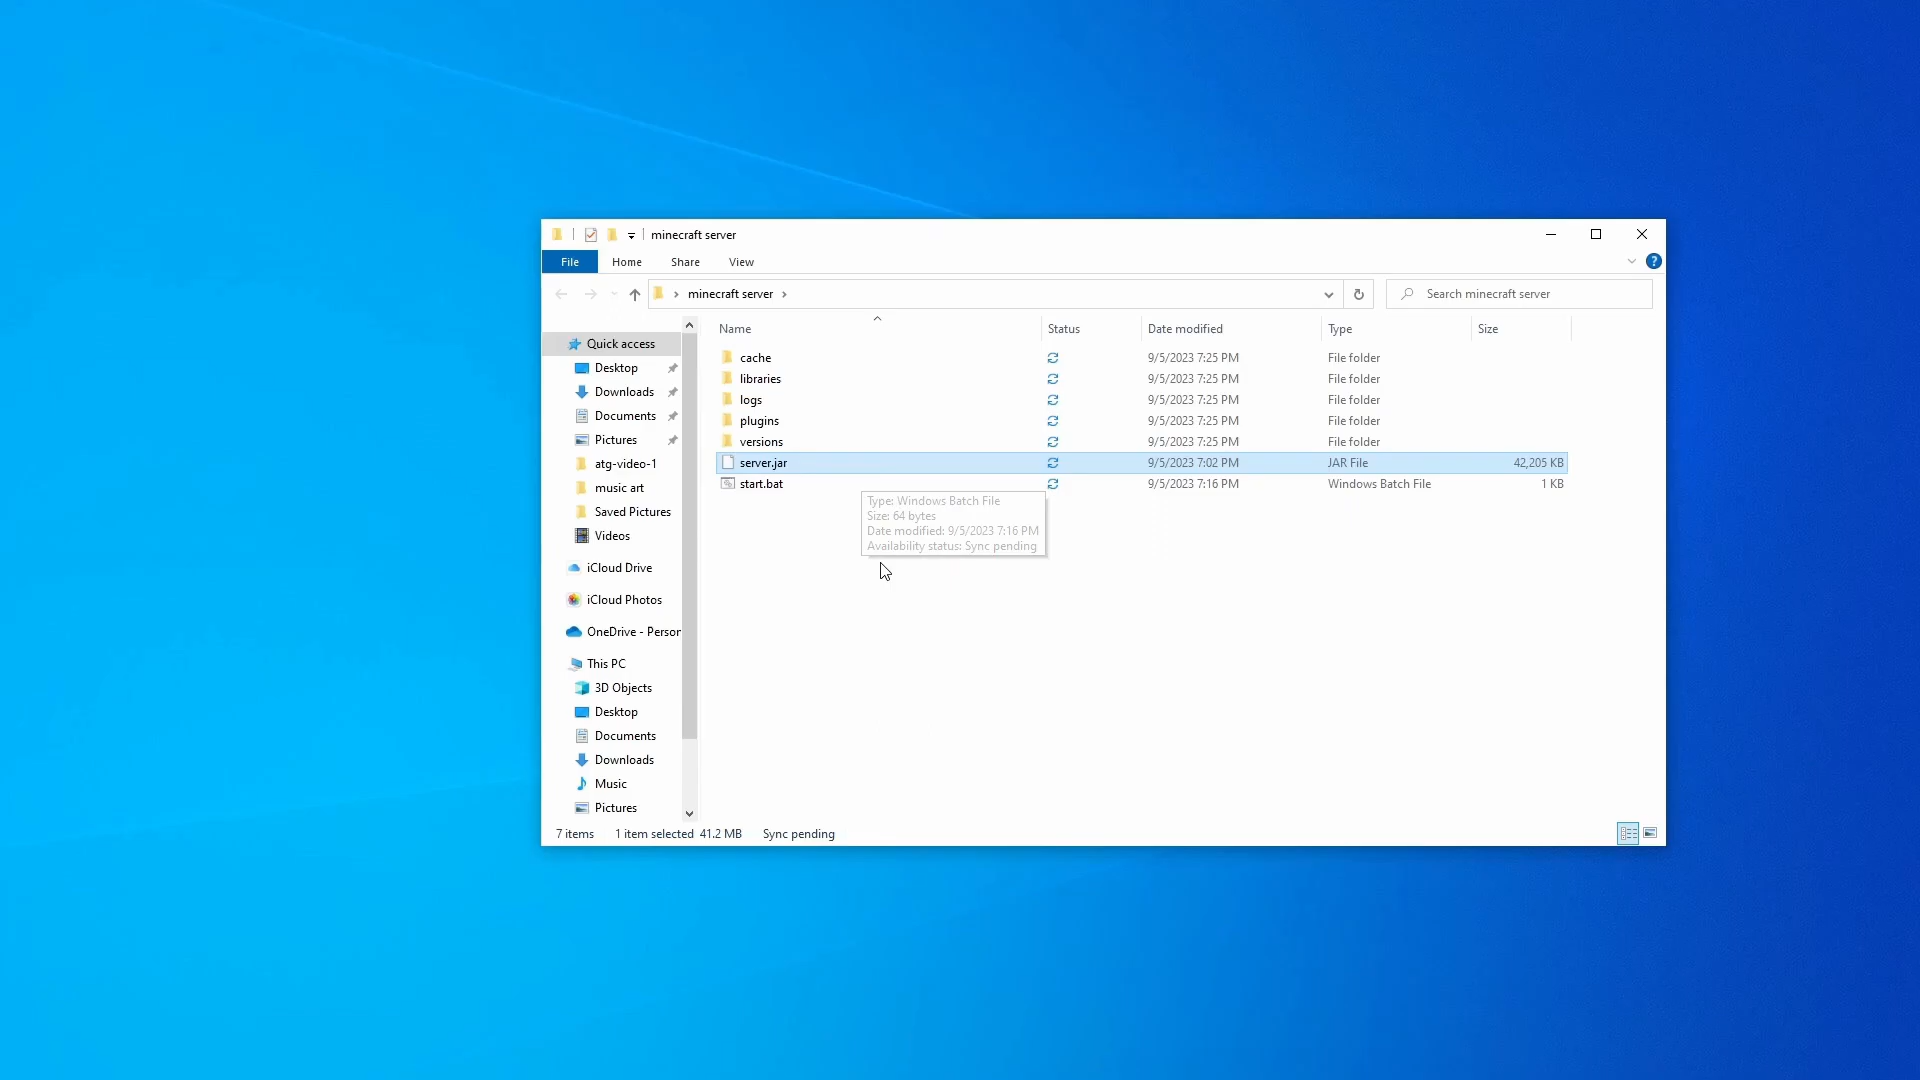 minecraft server
File Home Share View
minecraft server
Search minecraft server
Name Status Date modified Type Size
Quick access
Desktop
Downloads
Documents
Pictures
atg-video-1
music art
Saved Pictures
Videos
iCloud Drive
iCloud Photos
OneDrive - Person
This PC
3D Objects
Desktop
Documents
Downloads
Music
Pictures
cache 9/5/2023 7:25 PM File folder
libraries 9/5/2023 7:25 PM File folder
logs 9/5/2023 7:25 PM File folder
plugins 9/5/2023 7:25 PM File folder
versions 9/5/2023 7:25 PM File folder
server.jar 9/5/2023 7:02 PM JAR File 42,205 KB
start.bat 9/5/2023 7:16 PM Windows Batch File 1 KB
Type: Windows Batch File
Size: 64 bytes
Date modified: 9/5/2023 7:16 PM
Availability status: Sync pending
7 items 1 item selected 41.2 MB Sync pending